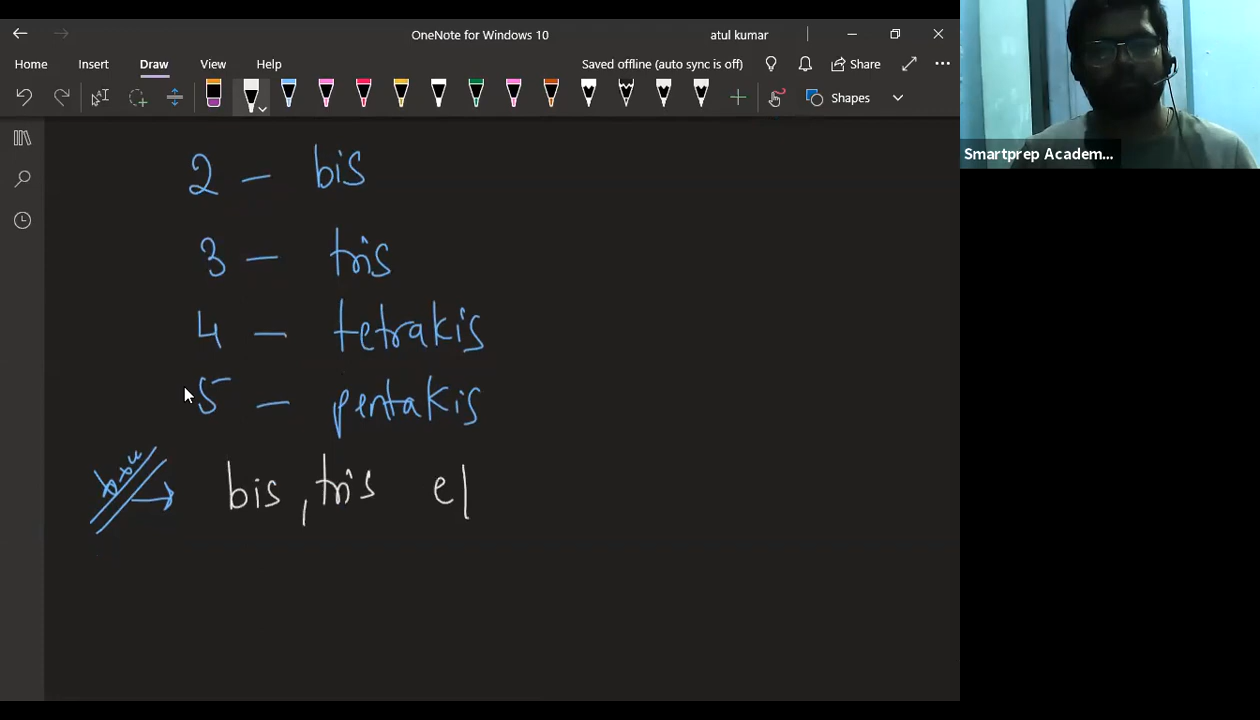 OneNote for Windows 10
atul kumar
Home Insert Draw View Help
Saved offline (auto sync is off)
Share
Shapes
Smartprep Academ...
2 - bis
3 - tris
4 - tetrakis
5 - pentakis
bis, tris